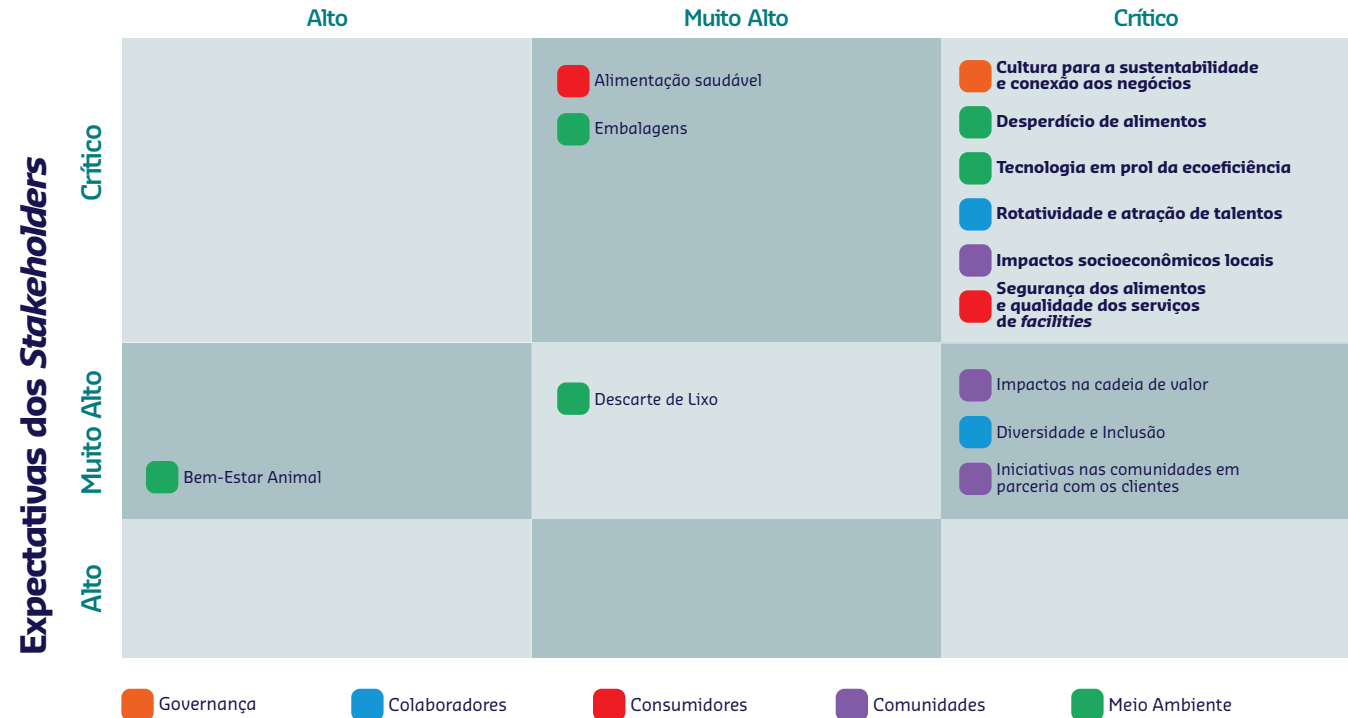 Alto
Muito Alto
Crítico
Expectativas dos Stakeholders
Crítico
Alimentação saudável
Embalagens
Cultura para a sustentabilidade
e conexão aos negócios
Desperdício de alimentos
Tecnologia em prol da ecoeficiência
Rotatividade e atração de talentos
Impactos socioeconômicos locais
Segurança dos alimentos
e qualidade dos serviços
de facilities
Muito Alto
Bem-Estar Animal
Descarte de Lixo
Impactos na cadeia de valor
Diversidade e Inclusão
Iniciativas nas comunidades em
parceria com os clientes
Alto
Governança
Colaboradores
Consumidores
Comunidades
Meio Ambiente